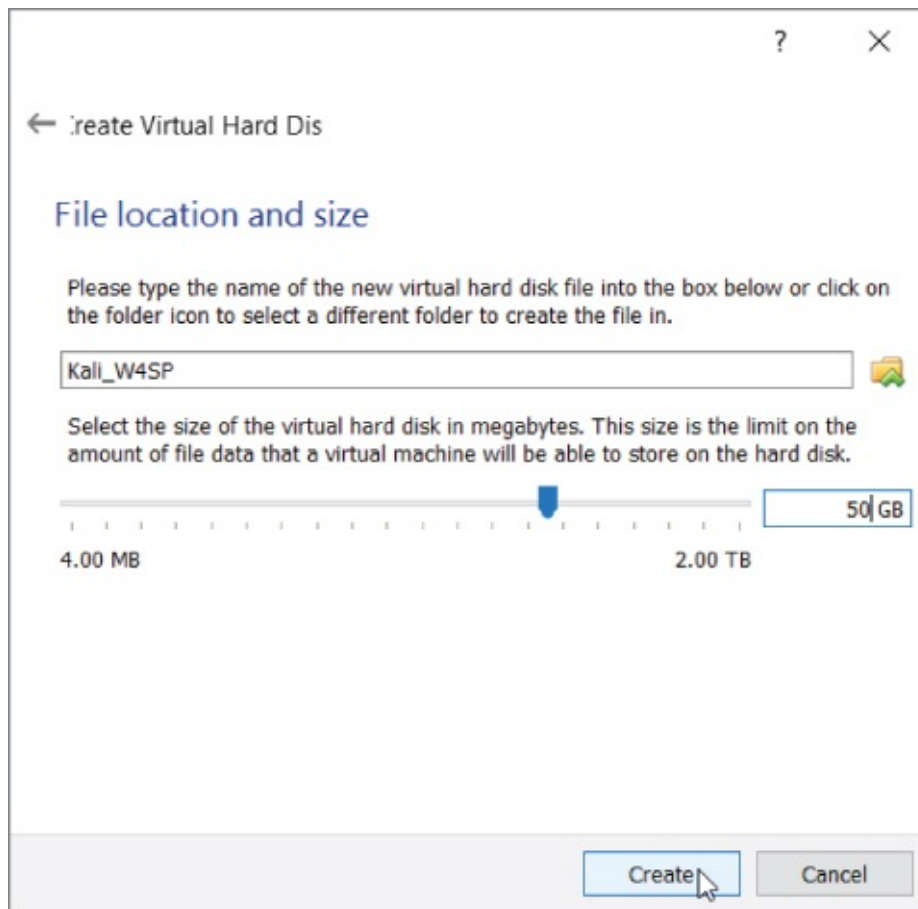 ?
:reate Virtual Hard Dis
File location and size
Please type the name of the new virtual hard disk file into the box below or click on
the folder icon to select a different folder to create the file in.
Kali_W4SP
Select the size of the virtual hard disk in megabytes. This size is the limit on the
amount of file data that a virtual machine will be able to store on the hard disk.
50 GB
4.00 MB 2.00 TB
Create Cancel